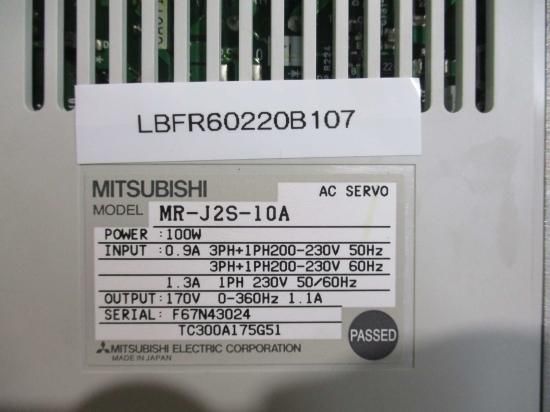 LBFR60220B107
MITSUBISHI
AC SERVO
MODEL MR-J2S-10A
POWER :100W
INPUT :0.9A 3PH+1PH200-230V 50Hz
3PH+1PH200-230V 60Hz
1.3A 1PH 230V 50/60Hz
OUTPUT:170V 0-360Hz 1.1A
SERIAL: F67N43024
TC300A175G51
PASSED
MITSUBISHI ELECTRIC CORPORATION
MADE IN JAPAN